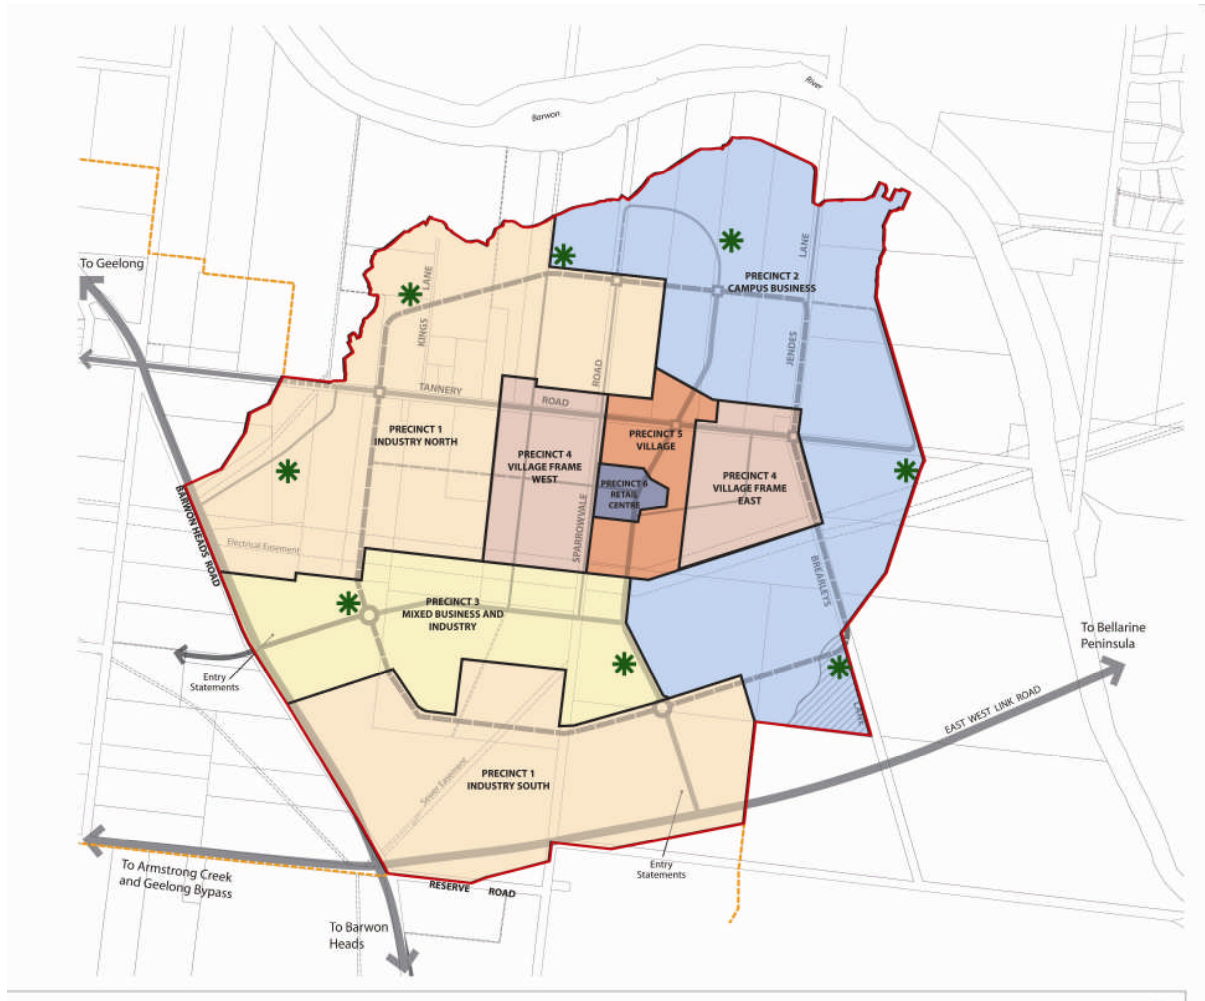 River
Barwon
To Geelong
LANE
KINGS
LANE
PRECINCT 2
CAMPUS BUSINESS
JENDES
ROAD
TANNERY
ROAD
PRECINCT 1
INDUSTRY NORTH
PRECINCT 5
VILLAGE
PRECINCT 4
VILLAGE FRAME
WEST
PRECINCT 4
VILLAGE FRAME
EAST
PRECINCT 6
RETAIL
CENTRE
SPARROWVALE
BARWON HEADS ROAD
Electrical Easement
BREARLEYS
LANE
PRECINCT 3
MIXED BUSINESS AND
INDUSTRY
To Bellarine
Peninsula
Entry
Statements
EAST WEST LINK ROAD
PRECINCT 1
INDUSTRY SOUTH
Sewer Easement
Entry
Statements
To Armstrong Creek
and Geelong Bypass
RESERVE ROAD
To Barwon
Heads